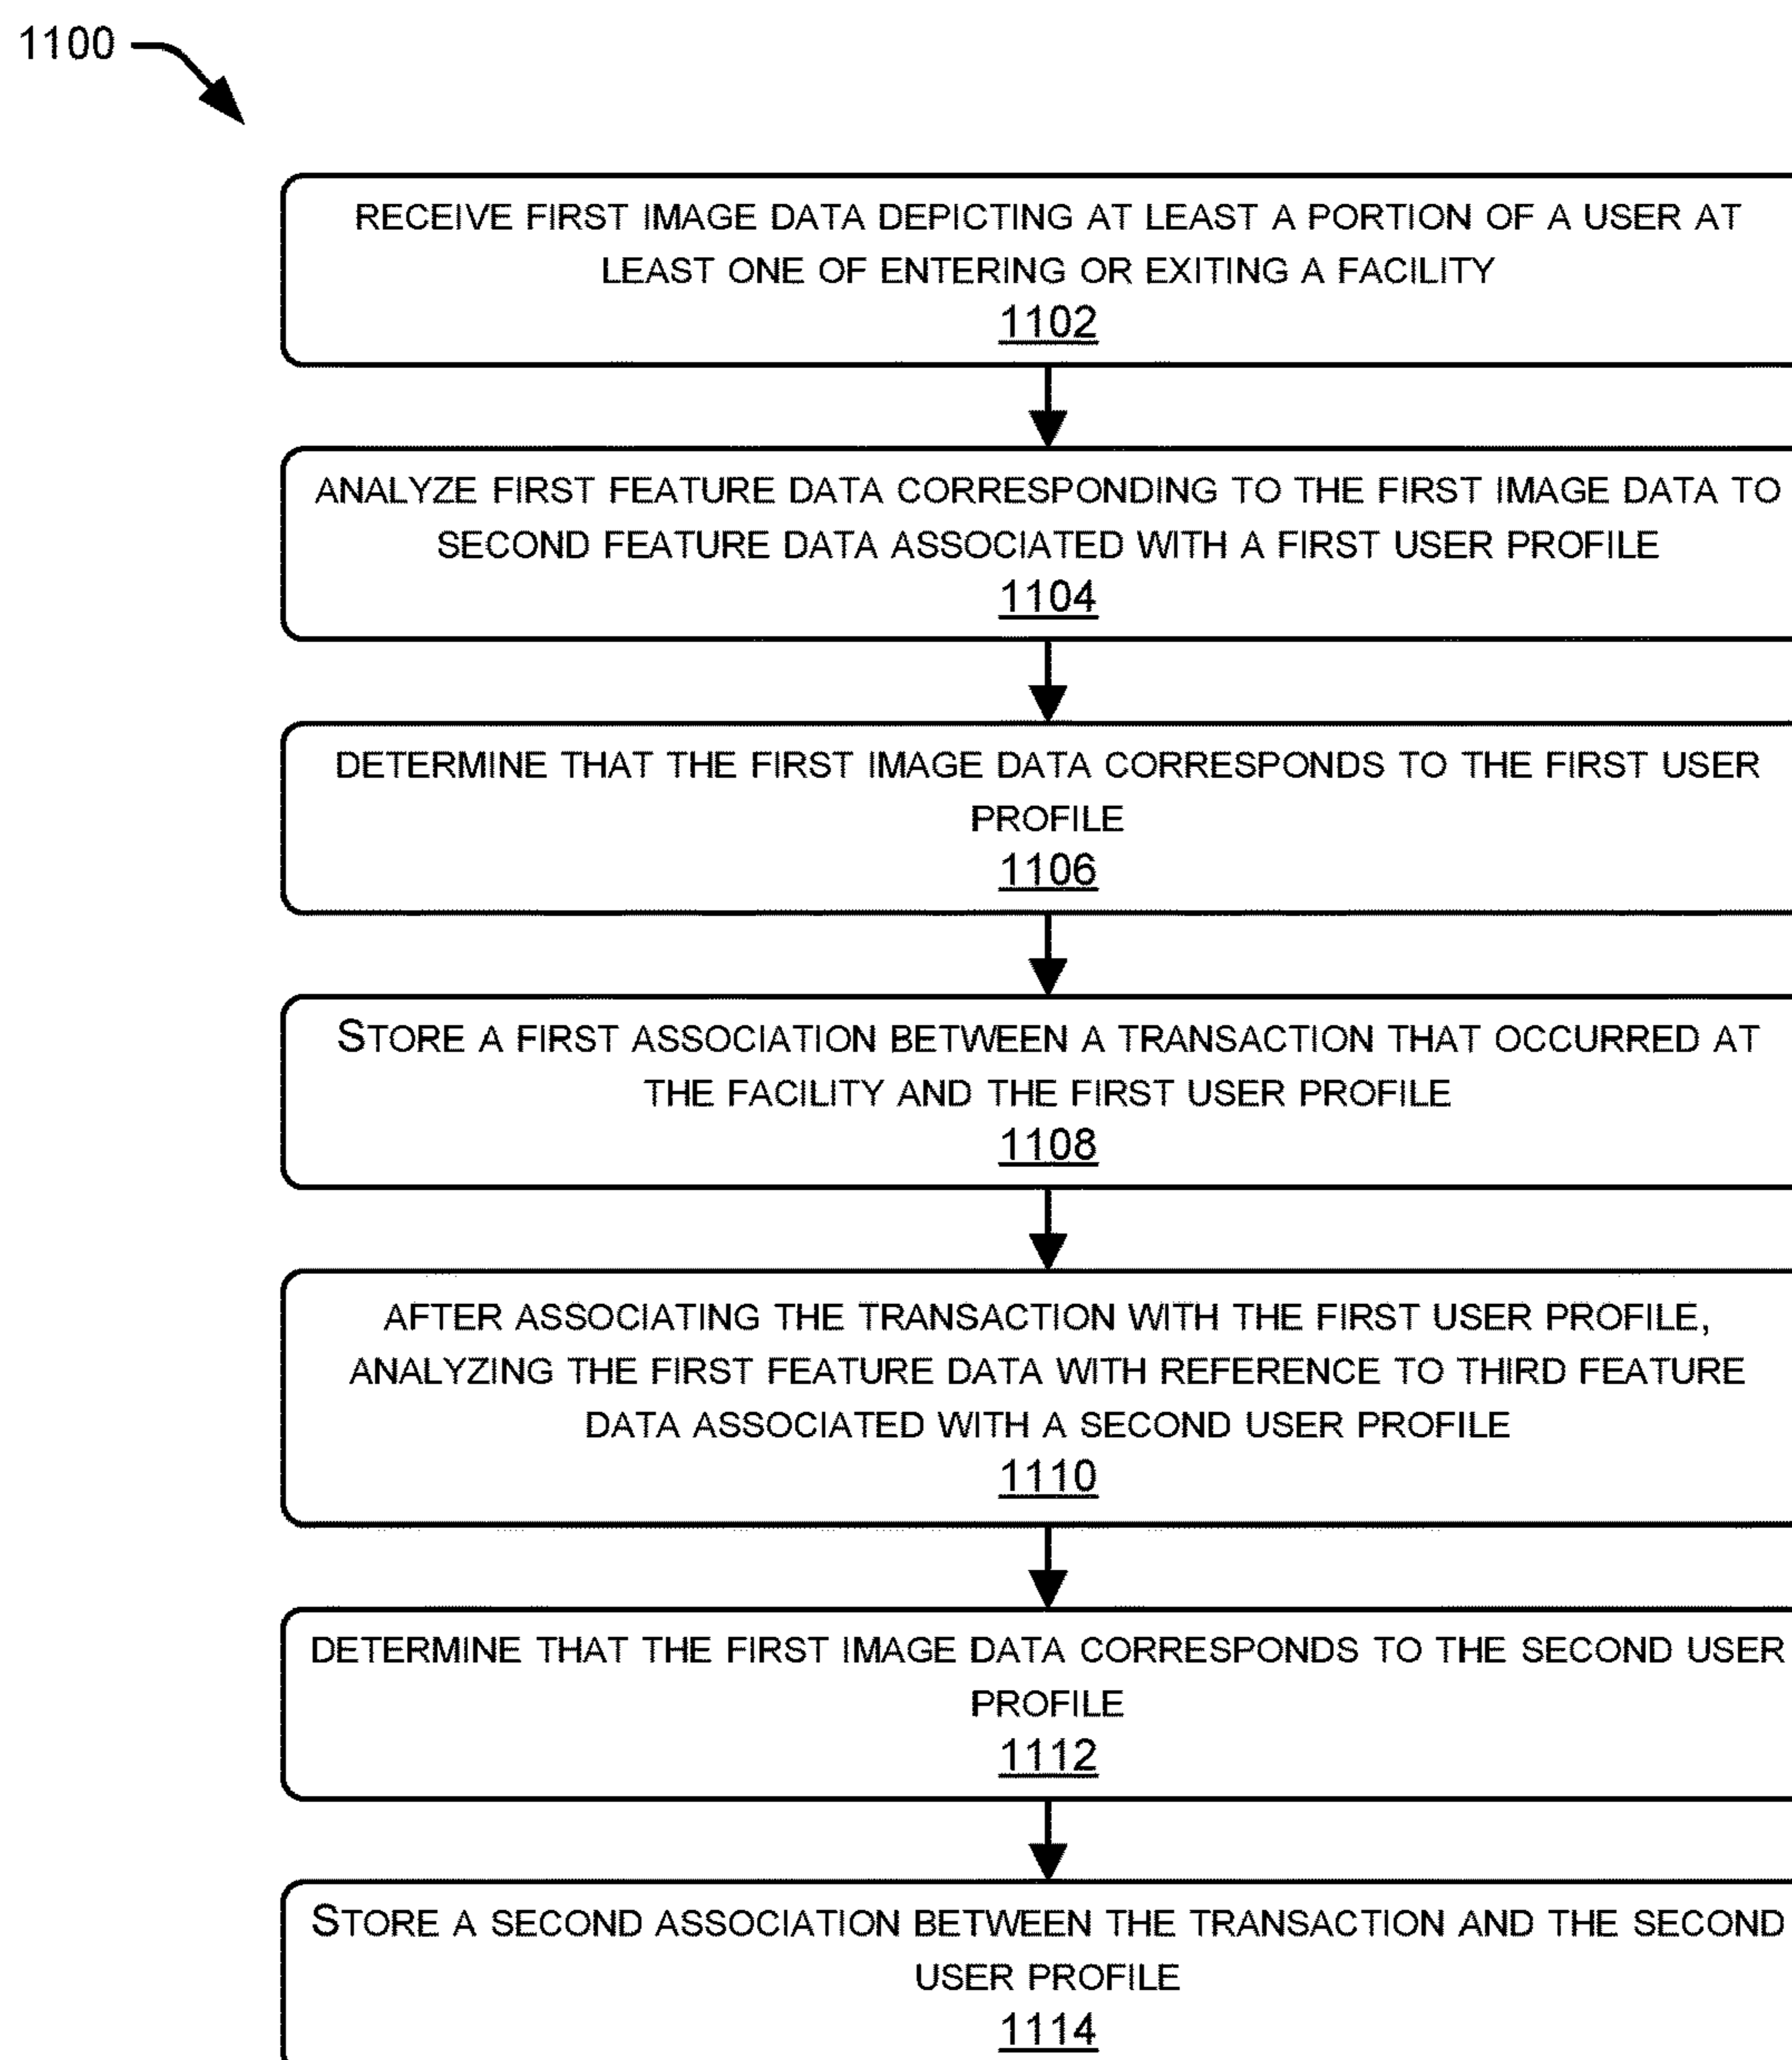 1100
RECEIVE FIRST IMAGE DATA DEPICTING AT LEAST A PORTION OF A USER AT
LEAST ONE OF ENTERING OR EXITING A FACILITY
1102
ANALYZE FIRST FEATURE DATA CORRESPONDING TO THE FIRST IMAGE DATA TO
SECOND FEATURE DATA ASSOCIATED WITH A FIRST USER PROFILE
1104
DETERMINE THAT THE FIRST IMAGE DATA CORRESPONDS TO THE FIRST USER
PROFILE
1106
STORE A FIRST ASSOCIATION BETWEEN A TRANSACTION THAT OCCURRED AT
THE FACILITY AND THE FIRST USER PROFILE
1108
AFTER ASSOCIATING THE TRANSACTION WITH THE FIRST USER PROFILE,
ANALYZING THE FIRST FEATURE DATA WITH REFERENCE TO THIRD FEATURE
DATA ASSOCIATED WITH A SECOND USER PROFILE
1110
DETERMINE THAT THE FIRST IMAGE DATA CORRESPONDS TO THE SECOND USER
PROFILE
1112
STORE A SECOND ASSOCIATION BETWEEN THE TRANSACTION AND THE SECOND
USER PROFILE
1114